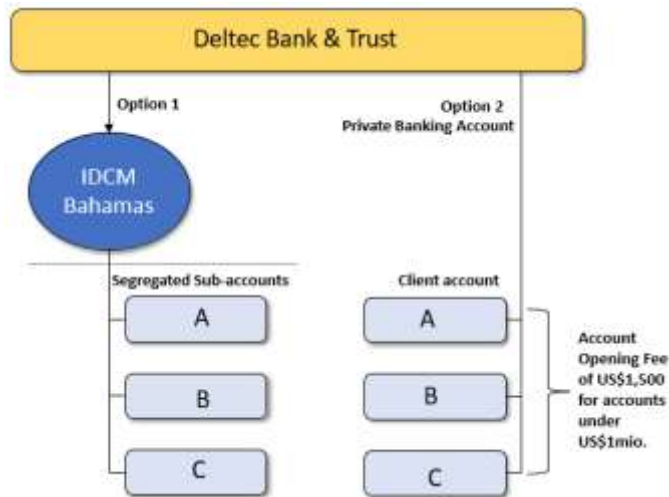 Deltec Bank & Trust
Option 1
Option 2
Private Banking Account
IDCM
Bahamas
Segregated Sub-accounts
Client account
A
A
B
B
C
C
Account
Opening Fee
of US$1,500
for accounts
under
US$1mio.